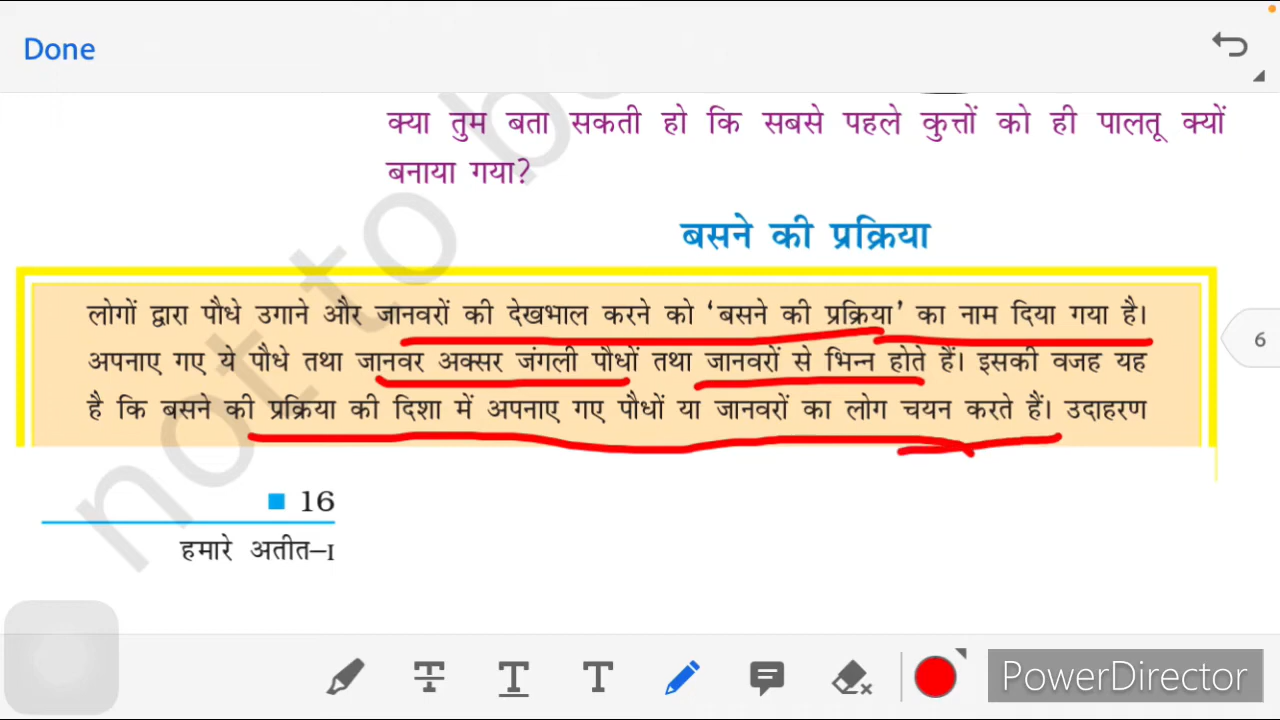 Done
क्या तुम बता सकती हो कि सबसे पहले कुत्तों को ही पालतू क्यों
बनाया गया?
बसने की प्रक्रिया
लोगों द्वारा पौधे उगाने और जानवरों की देखभाल करने को ‘बसने की प्रक्रिया’ का नाम दिया गया है।
अपनाए गए ये पौधे तथा जानवर अक्सर जंगली पौधों तथा जानवरों से भिन्न होते हैं। इसकी वजह यह
है कि बसने की प्रक्रिया की दिशा में अपनाए गए पौधों या जानवरों का लोग चयन करते हैं। उदाहरण
6
■ 16
हमारे अतीत–I
not to b
T T T
PowerDirector